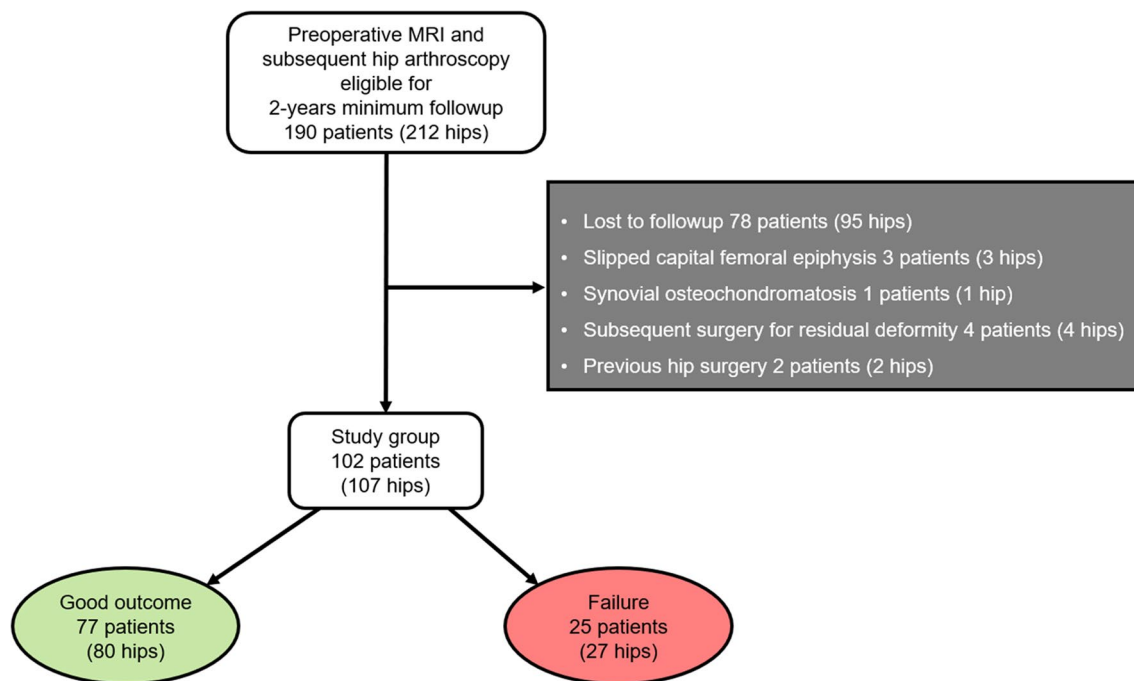 Preoperative MRI and
subsequent hip arthroscopy
eligible for
2-years minimum followup
190 patients (212 hips)
• Lost to followup 78 patients (95 hips)
• Slipped capital femoral epiphysis 3 patients (3 hips)
• Synovial osteochondromatosis 1 patients (1 hip)
• Subsequent surgery for residual deformity 4 patients (4 hips)
• Previous hip surgery 2 patients (2 hips)
Study group
102 patients
(107 hips)
Good outcome
77 patients
(80 hips)
Failure
25 patients
(27 hips)